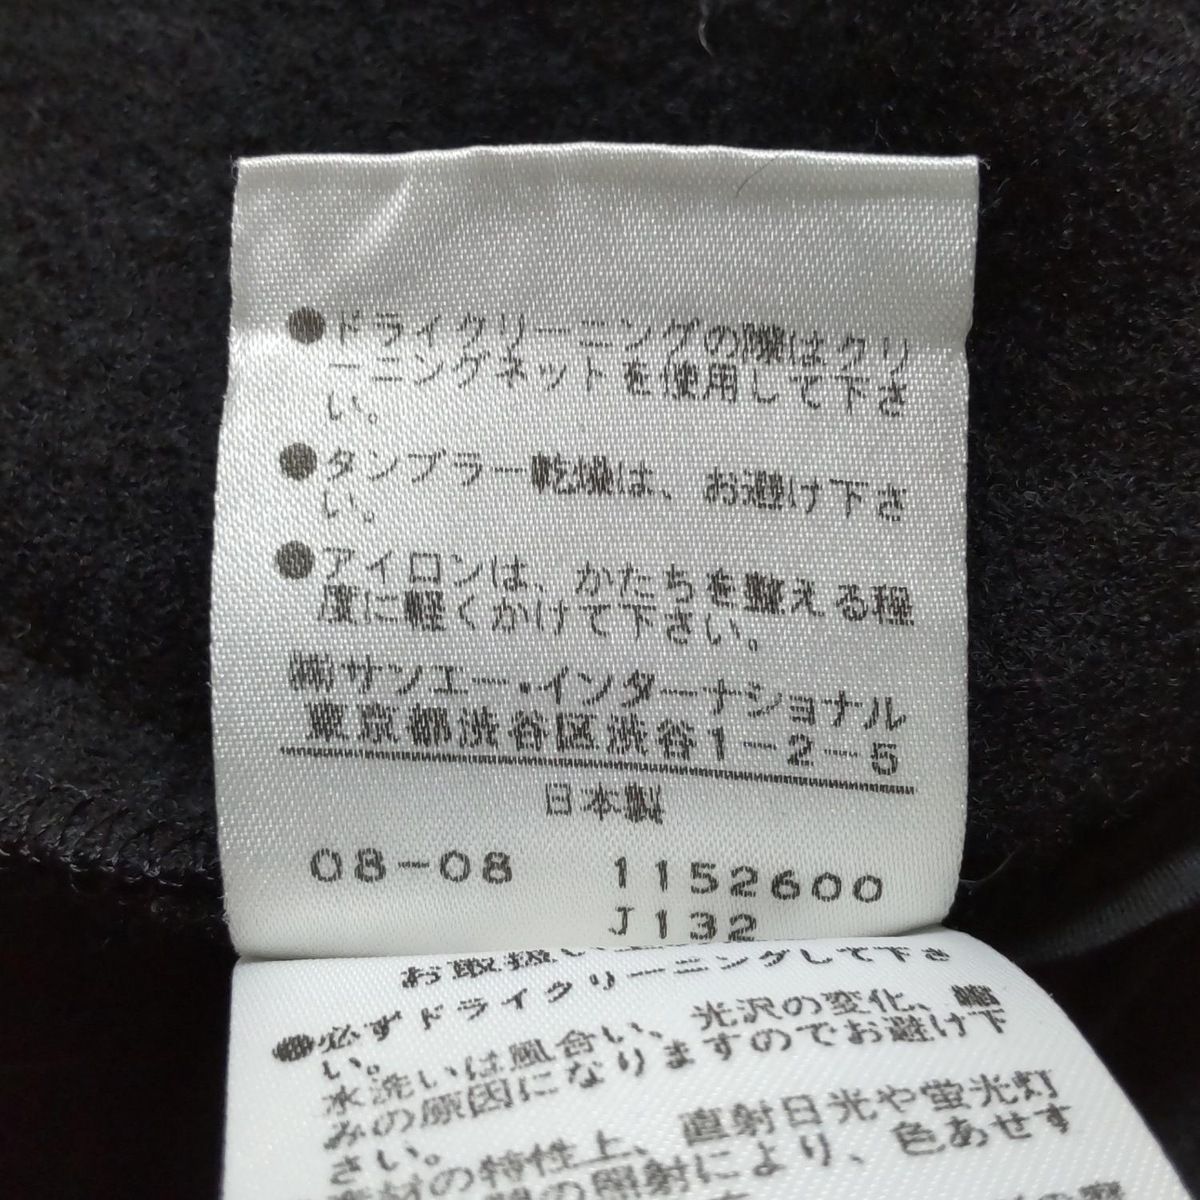 ●ドライクリーニングの際はクリ
ーニングネットを使用して下さ
い。
●タンブラー乾燥は、お避け下さ
い。
●アイロンは、かたちを整える程
度に軽くかけて下さい。
㈱サンエー・インターナショナル
東京都渋谷区渋谷1-2-5
日本製
08-08 1152600
J132
お取扱い
●必ずドライクリーニングして下さ
い。
水洗いは風合い、光沢の変化、縮
みの原因になりますのでお避け下
さい。
素材の特性上、直射日光や蛍光灯
の照射により、色あせす